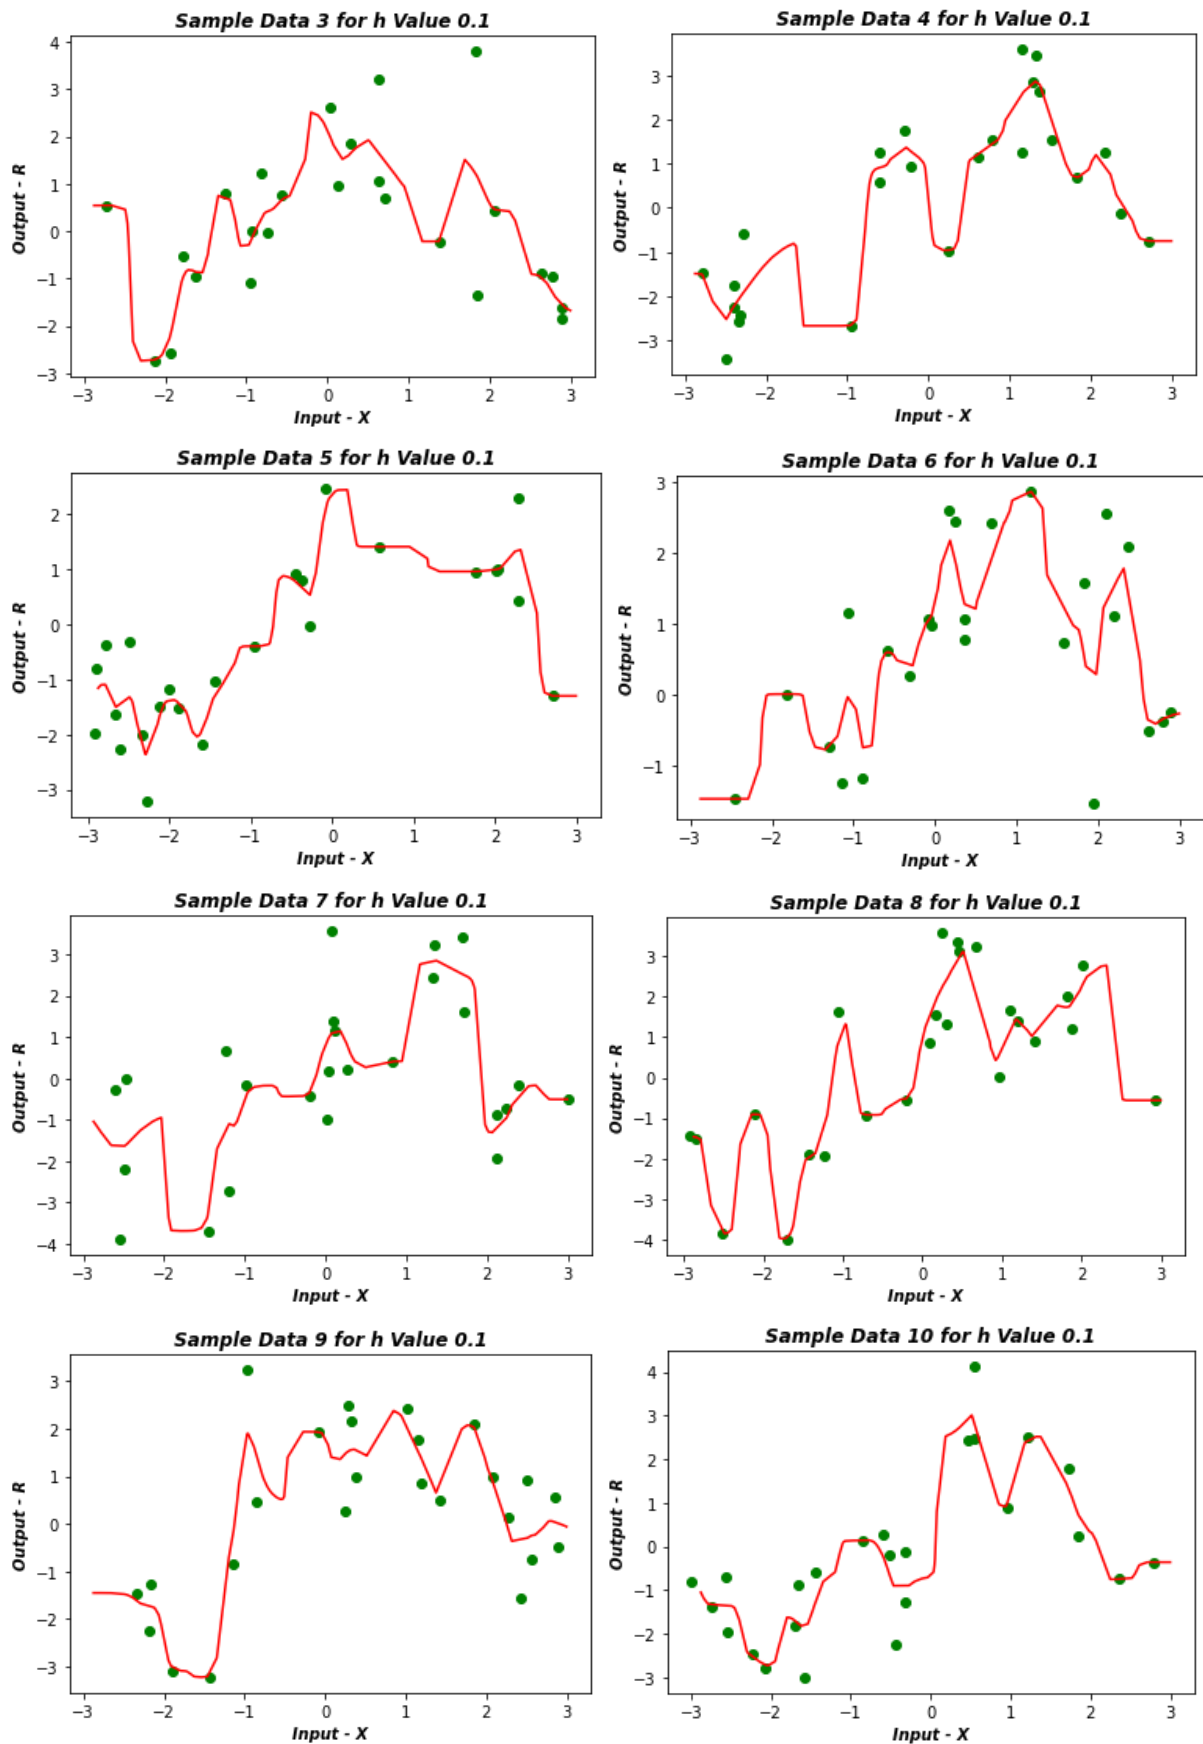 Sample Data 3 for h Value 0.1
4
3
2
1
0
−1
−2
−3
Output - R
−3 −2 −1 0 1 2 3
Input - X
Sample Data 4 for h Value 0.1
3
2
1
0
−1
−2
−3
Output - R
−3 −2 −1 0 1 2 3
Input - X
Sample Data 5 for h Value 0.1
2
1
0
−1
−2
−3
Output - R
−3 −2 −1 0 1 2 3
Input - X
Sample Data 6 for h Value 0.1
3
2
1
0
−1
Output - R
−3 −2 −1 0 1 2 3
Input - X
Sample Data 7 for h Value 0.1
3
2
1
0
−1
−2
−3
−4
Output - R
−3 −2 −1 0 1 2 3
Input - X
Sample Data 8 for h Value 0.1
3
2
1
0
−1
−2
−3
−4
Output - R
−3 −2 −1 0 1 2 3
Input - X
Sample Data 9 for h Value 0.1
3
2
1
0
−1
−2
−3
Output - R
−3 −2 −1 0 1 2 3
Input - X
Sample Data 10 for h Value 0.1
4
3
2
1
0
−1
−2
−3
Output - R
−3 −2 −1 0 1 2 3
Input - X